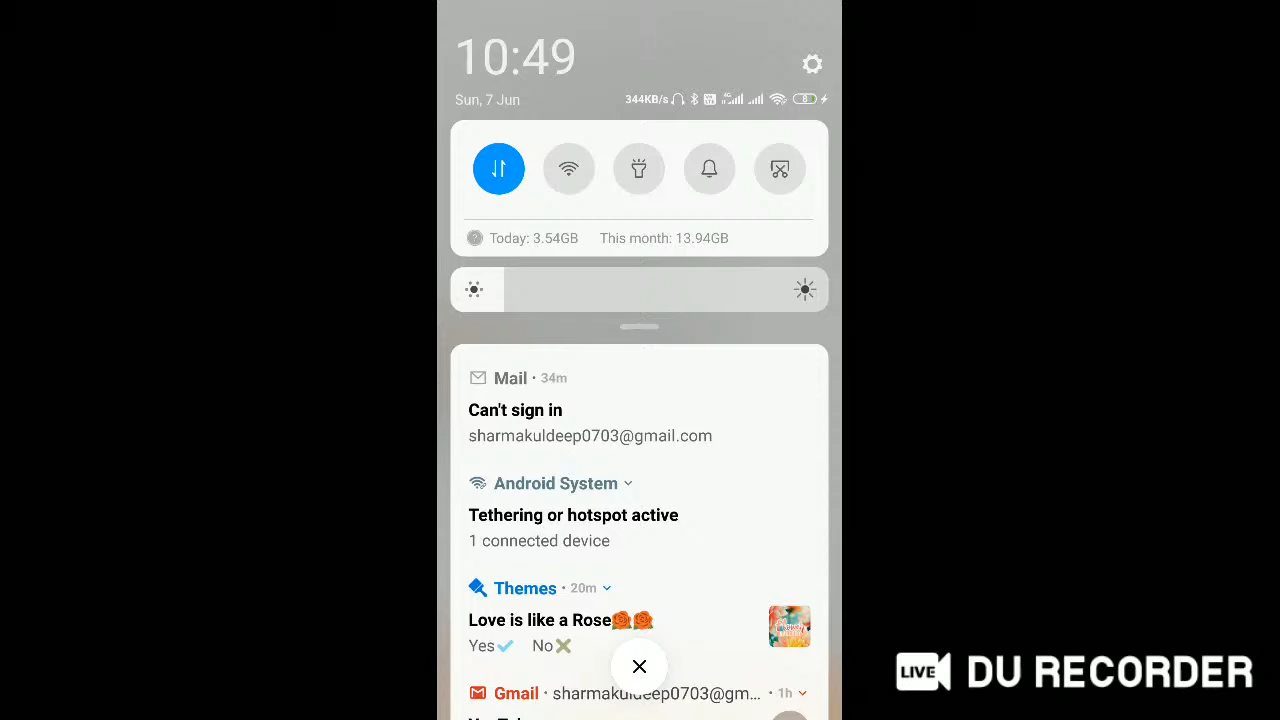 10:49
Sun, 7 Jun
344KB/s 4G 8
Today: 3.54GB This month: 13.94GB
Mail • 34m
Can't sign in
sharmakuldeep0703@gmail.com
Android System
Tethering or hotspot active
1 connected device
Themes • 20m
Love is like a Rose🌹🌹
Yes✔ No❌
Gmail • sharmakuldeep0703@gm... • 1h
LIVE DU RECORDER